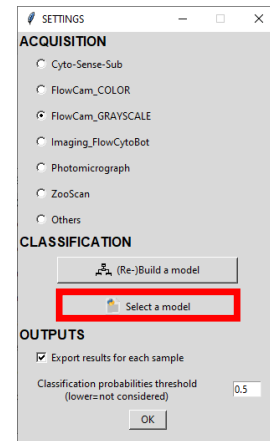 SETTINGS
ACQUISITION
Cyto-Sense-Sub
FlowCam_COLOR
FlowCam_GRAYSCALE
Imaging_FlowCytoBot
Photomicrograph
ZooScan
Others
CLASSIFICATION
(Re-)Build a model
Select a model
OUTPUTS
Export results for each sample
Classification probabilities threshold 0.5
(lower=not considered)
OK